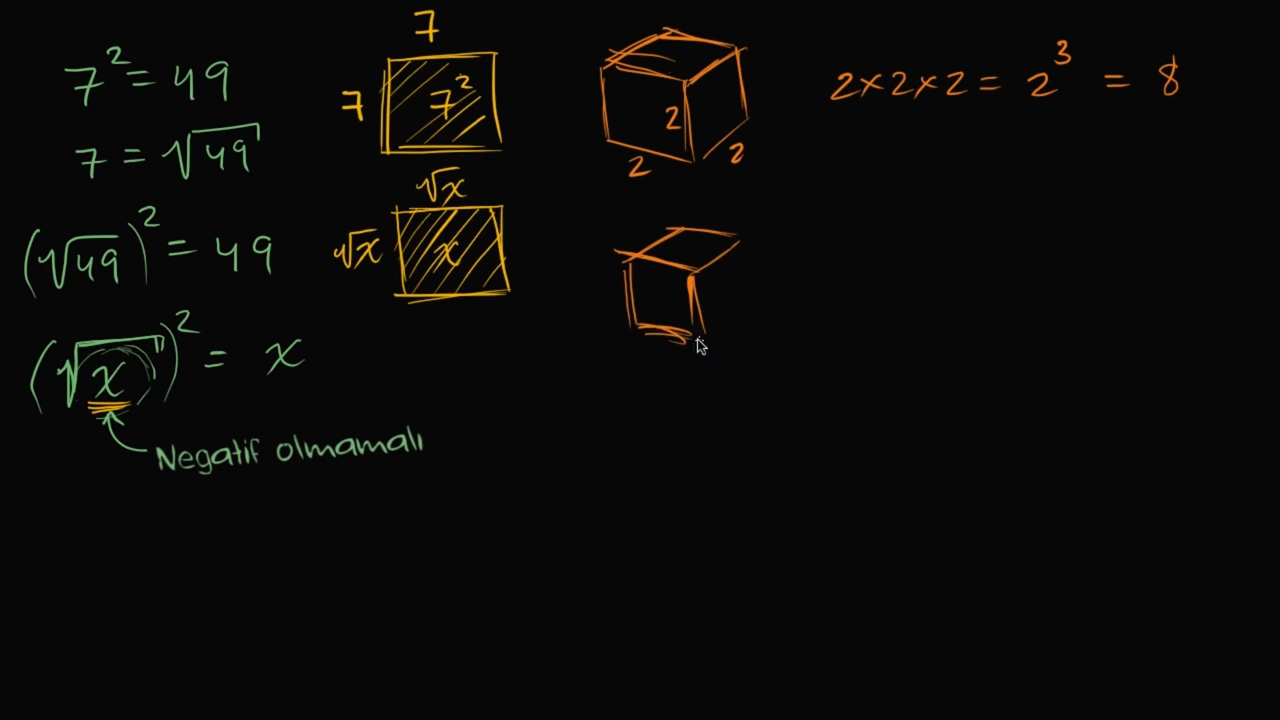 7² = 49
7 = √49
(√49)² = 49
(√x)² = x
Negatif olmamalı
7
7
7²
√x
√x
x
2
2
2
2×2×2 = 2³ = 8